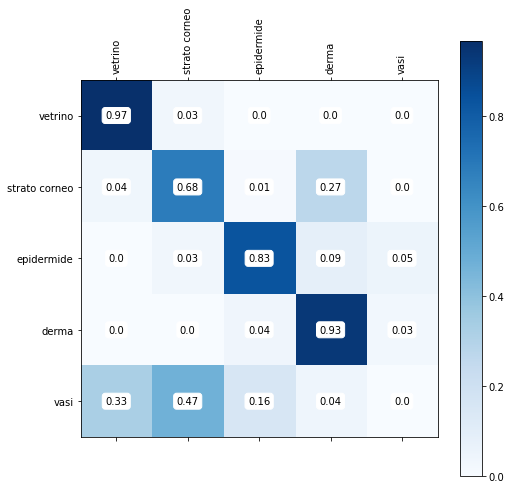 vetrino strato corneo epidermide derma vasi
vetrino 0.97 0.03 0.0 0.0 0.0
strato corneo 0.04 0.68 0.01 0.27 0.0
epidermide 0.0 0.03 0.83 0.09 0.05
derma 0.0 0.0 0.04 0.93 0.03
vasi 0.33 0.47 0.16 0.04 0.0
0.8
0.6
0.4
0.2
0.0